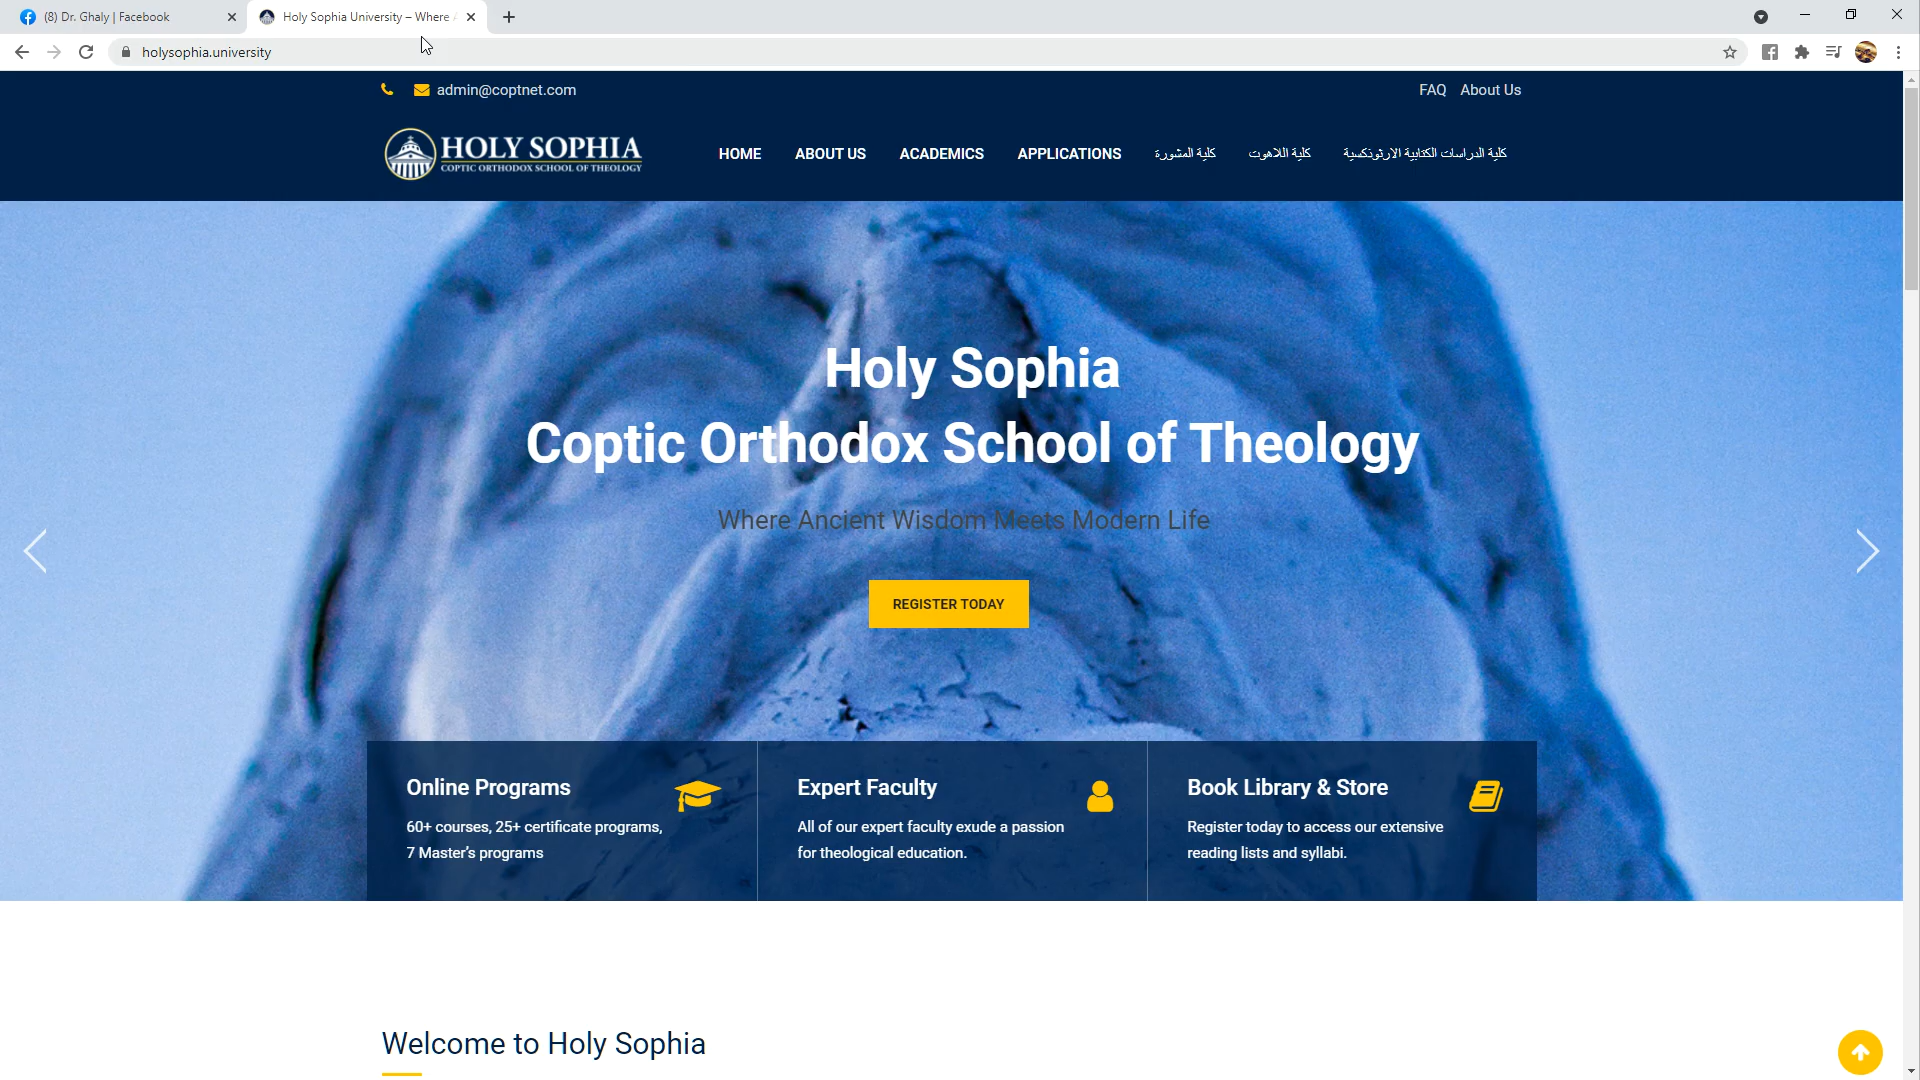 (8) Dr. Ghaly | Facebook
Holy Sophia University – Where
holysophia.university
admin@coptnet.com
FAQ About Us
HOLY SOPHIA
COPTIC ORTHODOX SCHOOL OF THEOLOGY
HOME ABOUT US ACADEMICS APPLICATIONS كلية المشورة كلية اللاهوت كلية الدراسات الكتابية الارثوذكسية
Holy Sophia
Coptic Orthodox School of Theology
Where Ancient Wisdom Meets Modern Life
REGISTER TODAY
Online Programs
60+ courses, 25+ certificate programs,
7 Master’s programs
Expert Faculty
All of our expert faculty exude a passion
for theological education.
Book Library & Store
Register today to access our extensive
reading lists and syllabi.
Welcome to Holy Sophia